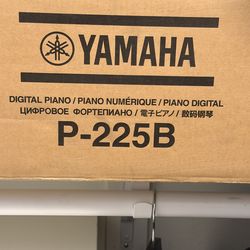 YAMAHA
DIGITAL PIANO / PIANO NUMÉRIQUE / PIANO DIGITAL
ЦИФРОВОЕ ФОРТЕПИАНО / 電子ピアノ / 数码钢琴
P-225B